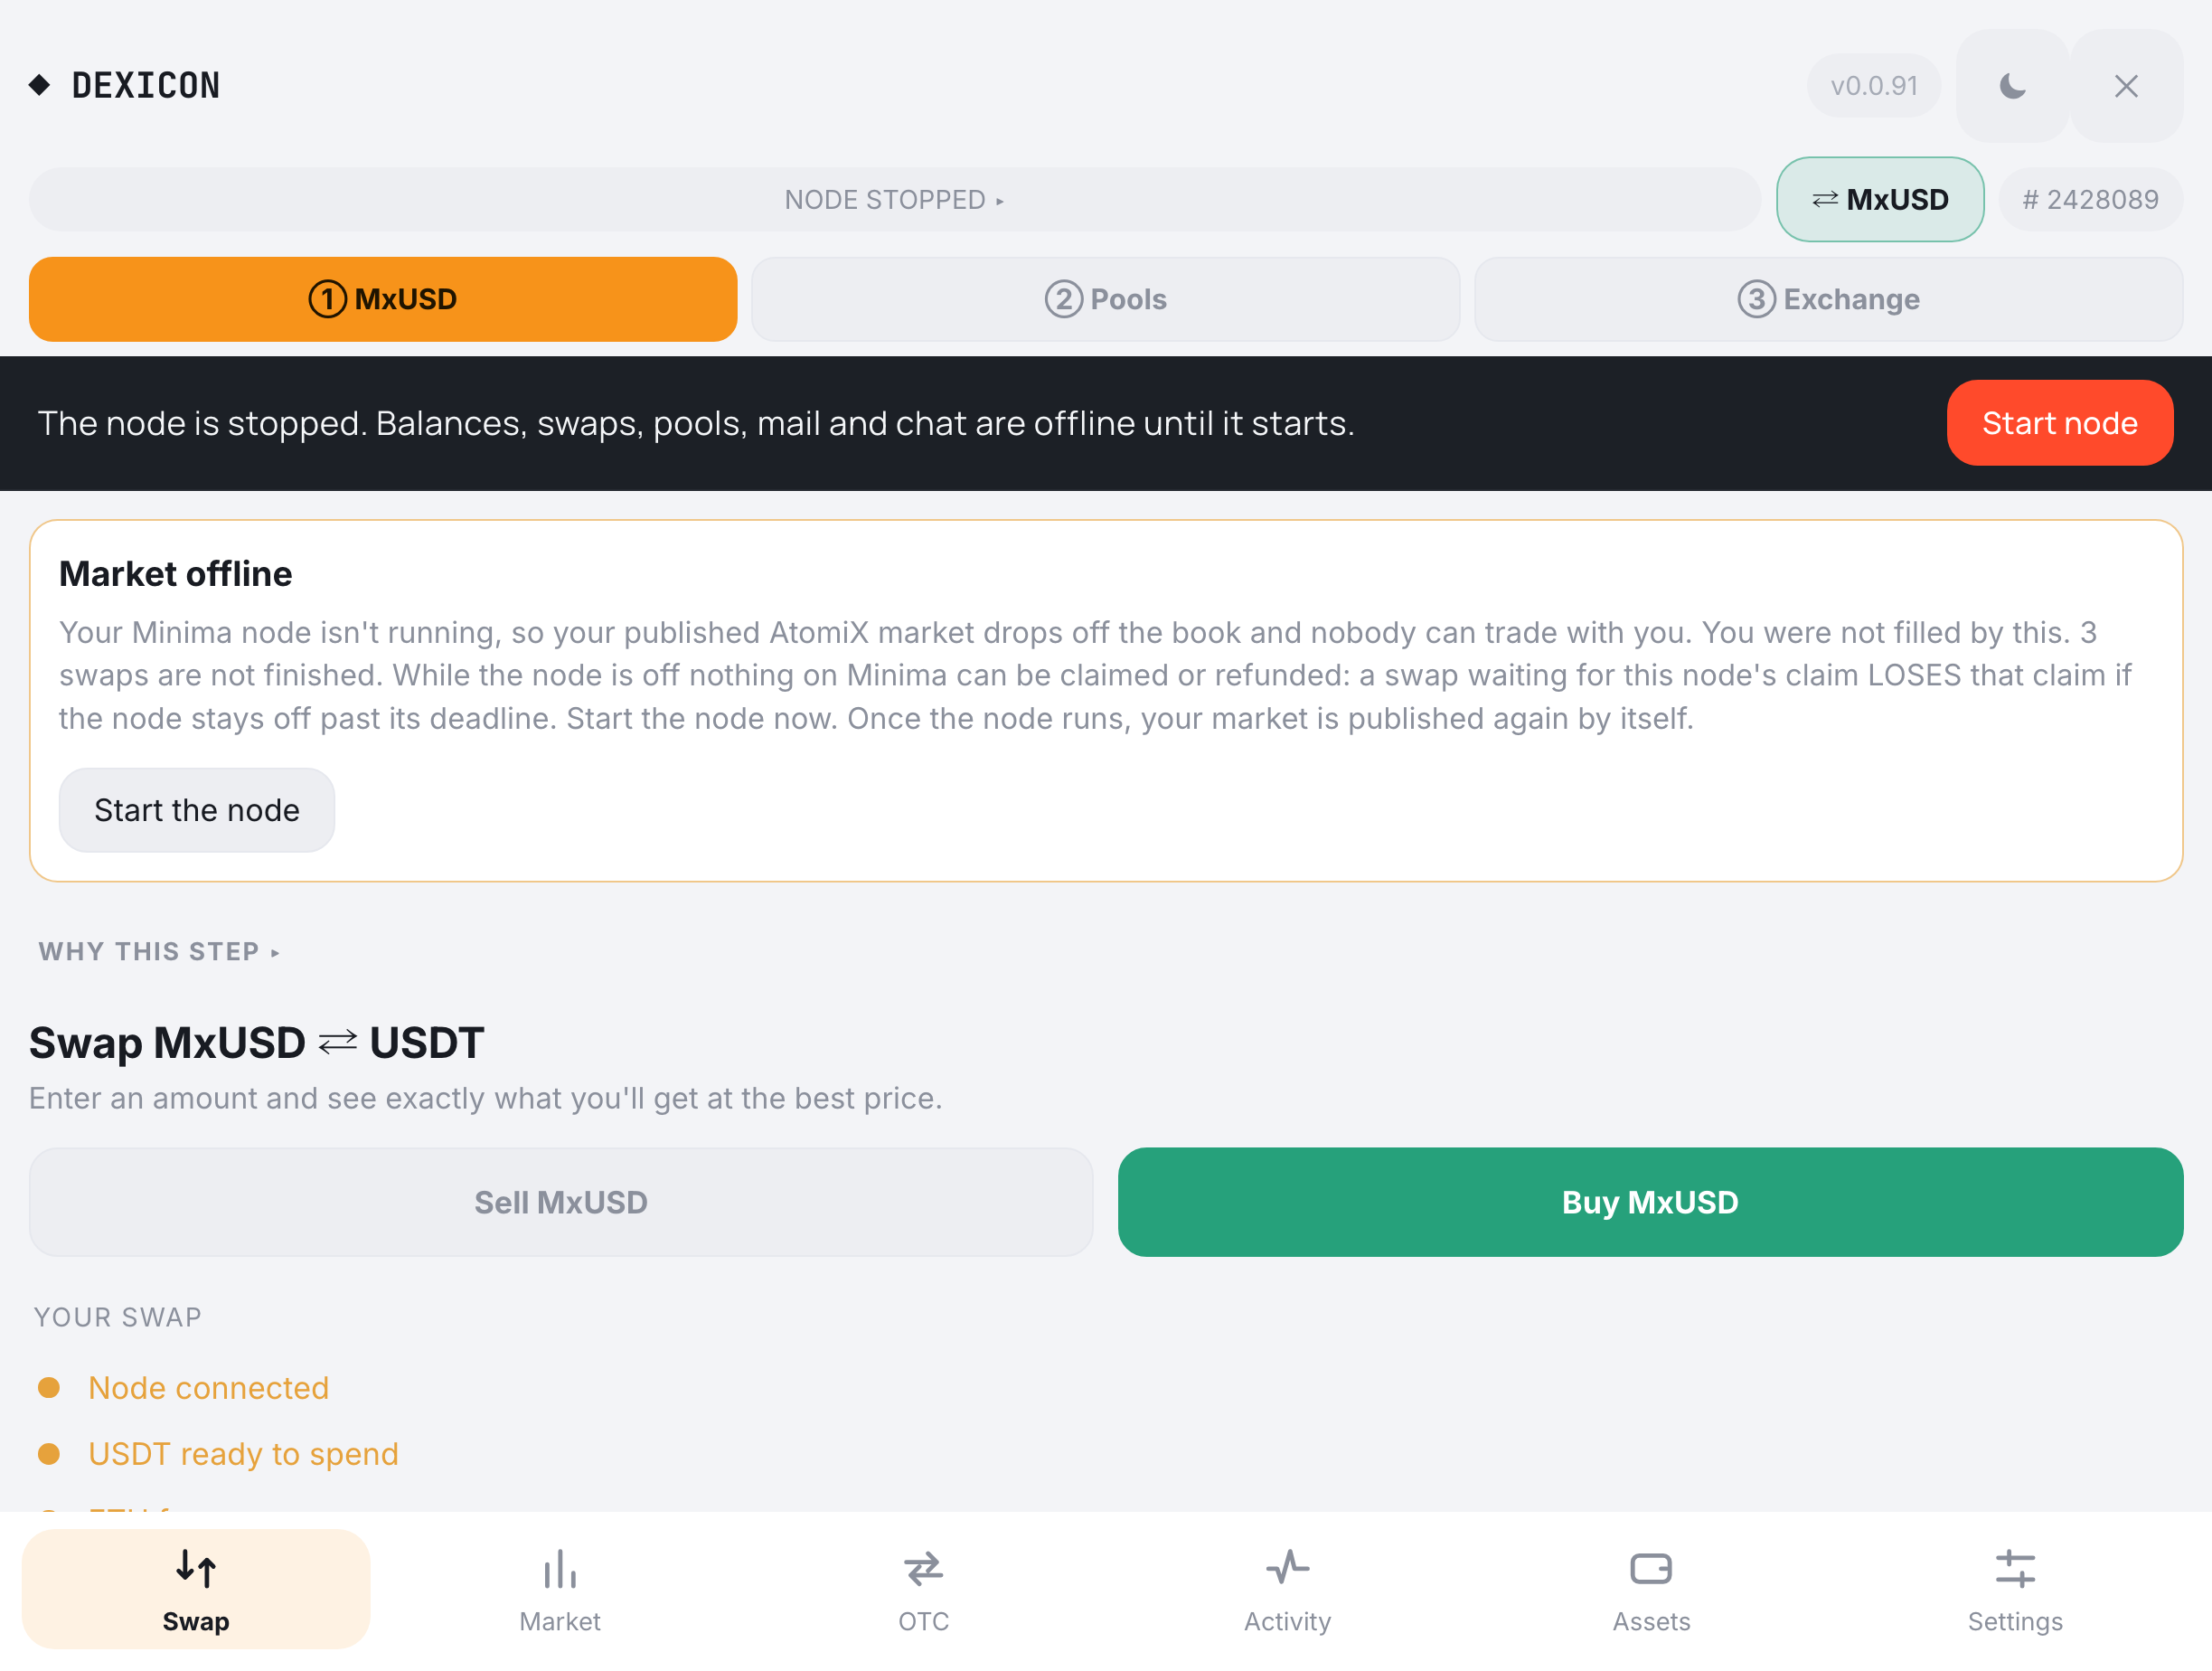 ◆ DEXICON
v0.0.91
NODE STOPPED ▸
⇄ MxUSD
# 2428089
① MxUSD
② Pools
③ Exchange
The node is stopped. Balances, swaps, pools, mail and chat are offline until it starts.
Start node
Market offline
Your Minima node isn't running, so your published AtomiX market drops off the book and nobody can trade with you. You were not filled by this. 3
swaps are not finished. While the node is off nothing on Minima can be claimed or refunded: a swap waiting for this node's claim LOSES that claim if
the node stays off past its deadline. Start the node now. Once the node runs, your market is published again by itself.
Start the node
WHY THIS STEP ▸
Swap MxUSD ⇄ USDT
Enter an amount and see exactly what you'll get at the best price.
Sell MxUSD
Buy MxUSD
YOUR SWAP
Node connected
USDT ready to spend
Swap
Market
OTC
Activity
Assets
Settings